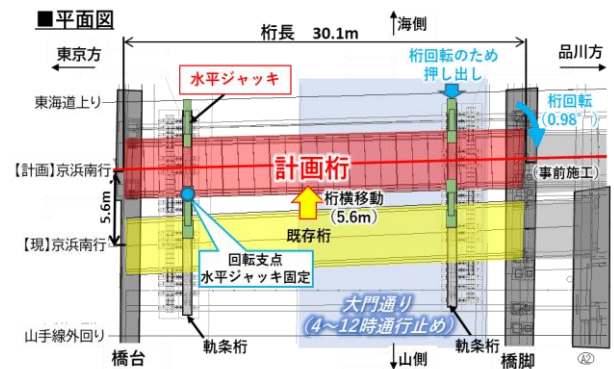 ■平面図
桁長 30.1m
海側
東京方
品川方
水平ジャッキ
桁回転のため
押し出し
東海道上り
桁回転
(0.98°)
【計画】京浜南行
計画桁
(事前施工)
5.6m
桁横移動
(5.6m)
既存桁
【現】京浜南行
回転支点
水平ジャッキ固定
大門通り
(4~12時通行止め)
山手線外回り
軌条桁
軌条桁
橋台
山側
橋脚
A2